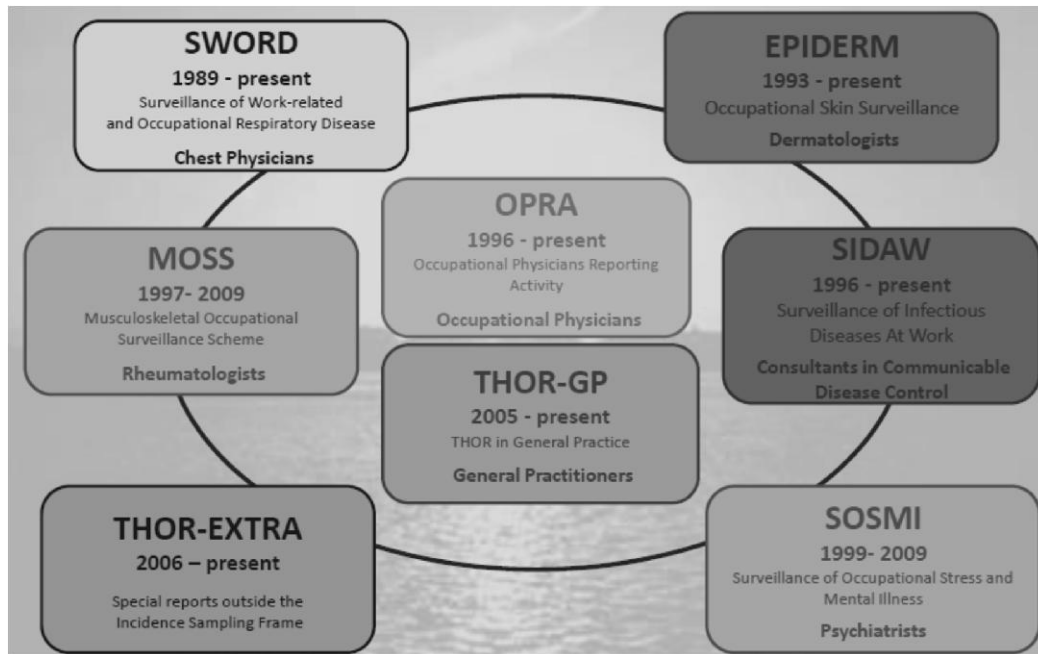 SWORD
1989 - present
Surveillance of Work-related
and Occupational Respiratory Disease
Chest Physicians
EPIDERM
1993 - present
Occupational Skin Surveillance
Dermatologists
OPRA
1996 - present
Occupational Physicians Reporting
Activity
Occupational Physicians
MOSS
1997- 2009
Musculoskeletal Occupational
Surveillance Scheme
Rheumatologists
SIDAW
1996 - present
Surveillance of Infectious
Diseases At Work
Consultants in Communicable
Disease Control
THOR-GP
2005 - present
THOR in General Practice
General Practitioners
THOR-EXTRA
2006 – present
Special reports outside the
Incidence Sampling Frame
SOSMI
1999- 2009
Surveillance of Occupational Stress and
Mental Illness
Psychiatrists